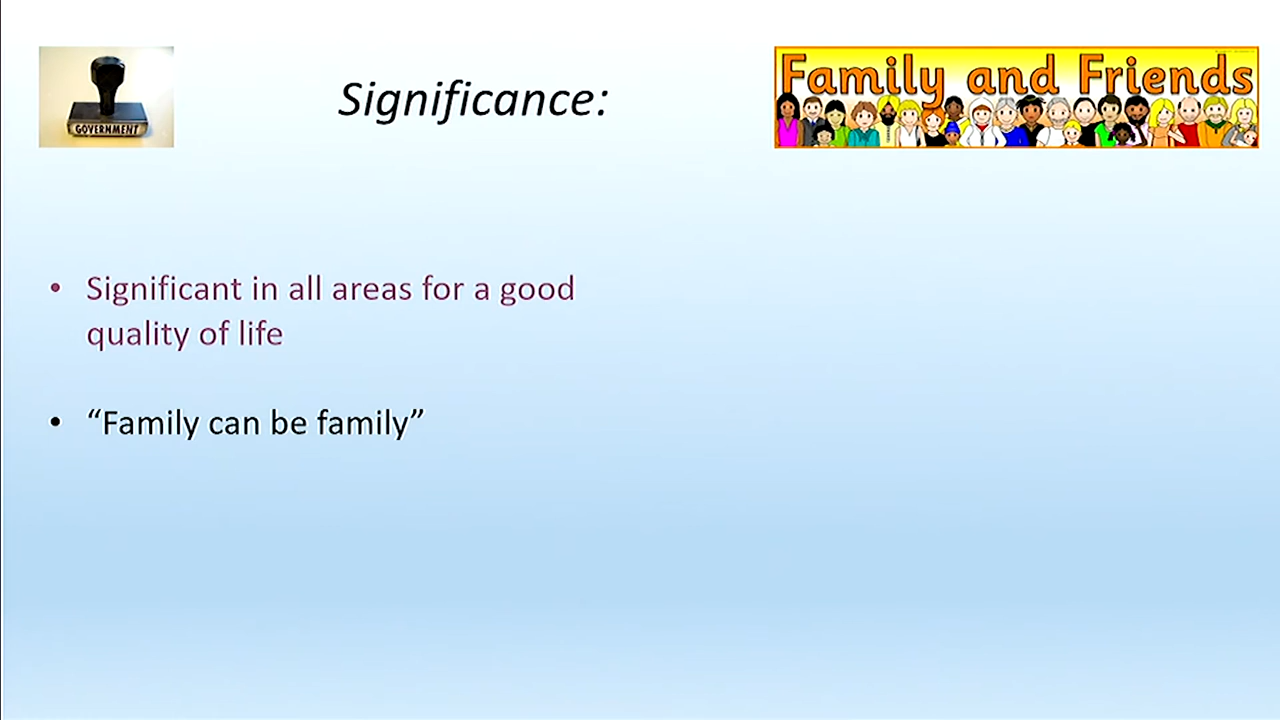 GOVERNMENT
Significance:
Family and Friends
• Significant in all areas for a good
quality of life
• “Family can be family”